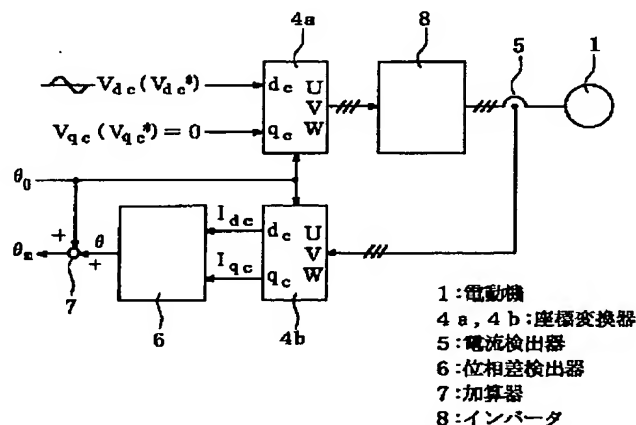 4a
8
5
1
Vdc(Vdc*)
dc U
V
Vqc(Vqc*)=0
qc W
θ0
Idc
dc U
θm
+
θ
+
Iqc
V
qc W
7
6
4b
1:電動機
4a,4b:座標変換器
5:電流検出器
6:位相差検出器
7:加算器
8:インバータ